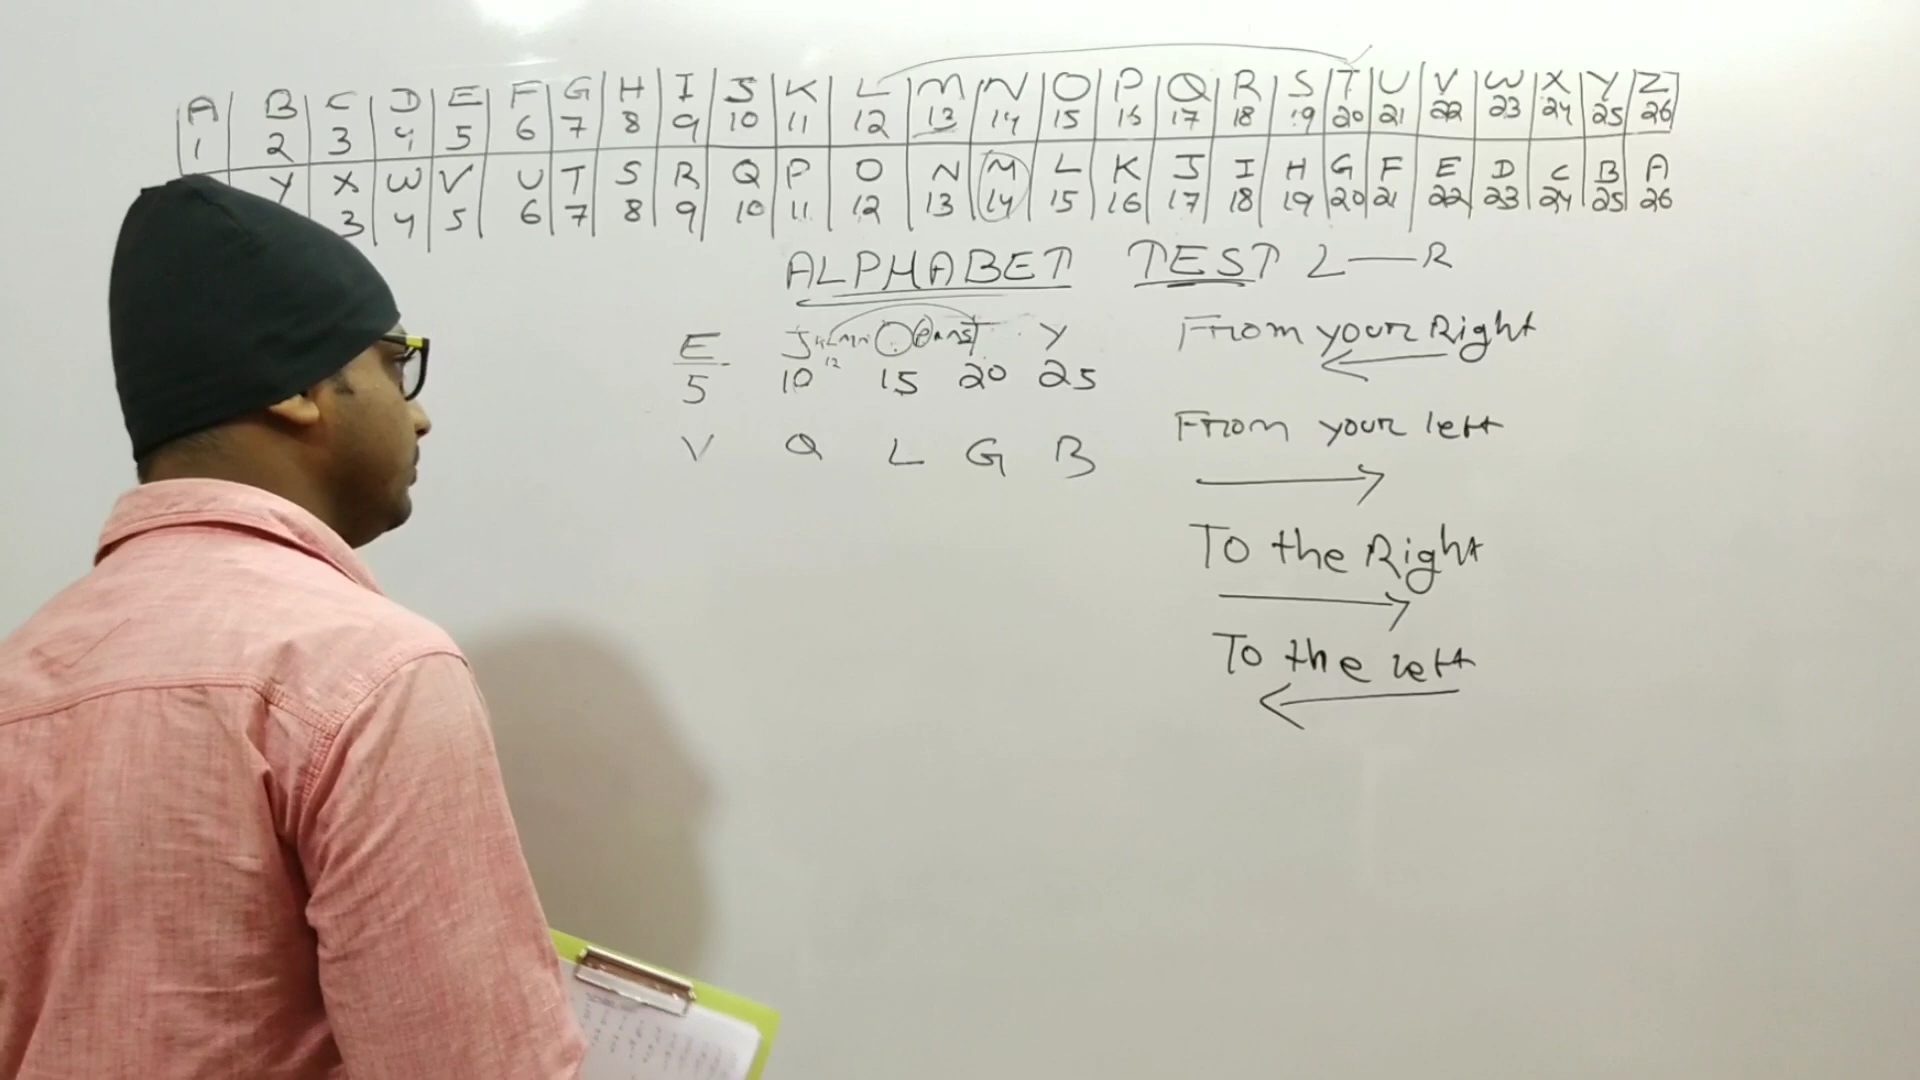 A B C D E F G H I J K L M N O P Q R S T U V W X Y Z
1 2 3 4 5 6 7 8 9 10 11 12 13 14 15 16 17 18 19 20 21 22 23 24 25 26
Y X W V U T S R Q P O N M L K J I H G F E D C B A
3 4 5 6 7 8 9 10 11 12 13 14 15 16 17 18 19 20 21 22 23 24 25 26
ALPHABET TEST L — R
E J K L M N O P Q R S T Y
12
5 10 15 20 25
V Q L G B
From your Right
From your left
To the Right
To the left